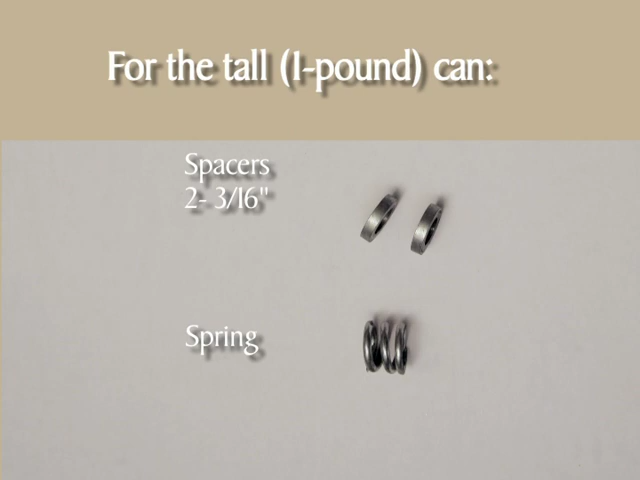 For the tall (1-pound) can:
Spacers
2- 3/16"
Spring